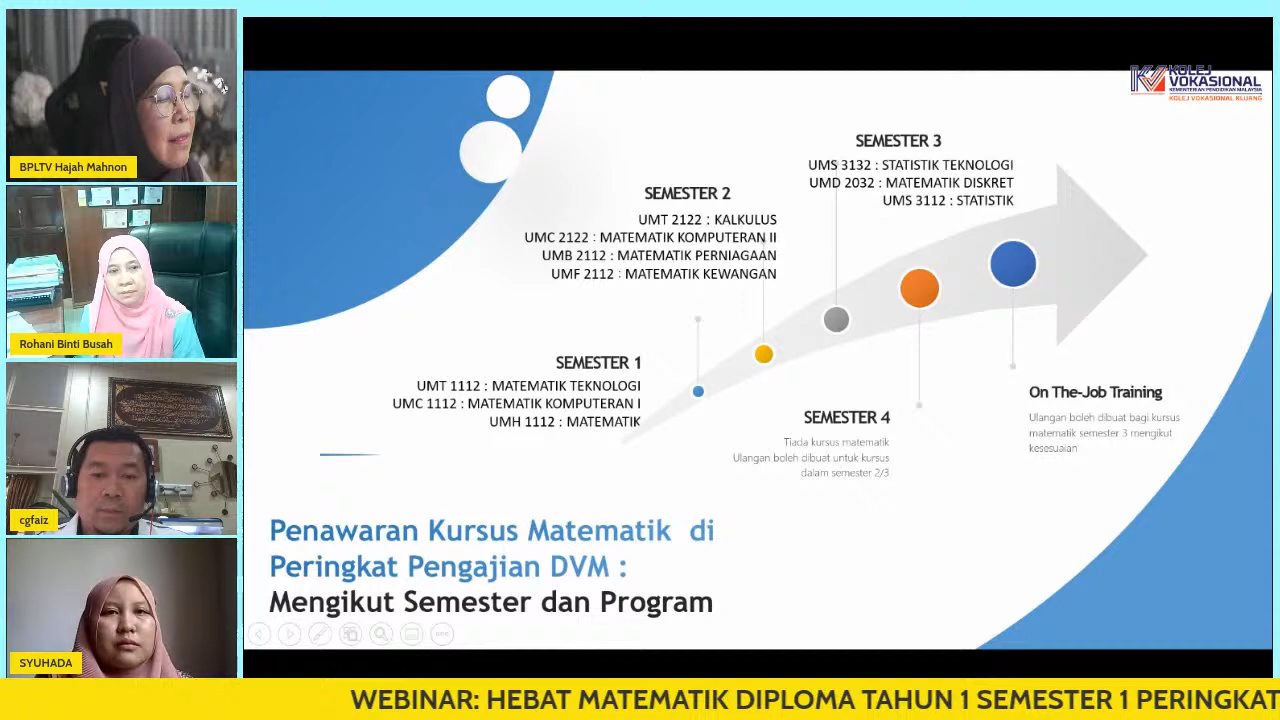 BPLTV Hajah Mahnon
Rohani Binti Busah
cgfaiz
SYUHADA
KOLEJ
VOKASIONAL
KEMENTERIAN PENDIDIKAN MALAYSIA
KOLEJ VOKASIONAL KLUANG
SEMESTER 3
UMS 3132 : STATISTIK TEKNOLOGI
UMD 2032 : MATEMATIK DISKRET
UMS 3112 : STATISTIK
SEMESTER 2
UMT 2122 : KALKULUS
UMC 2122 : MATEMATIK KOMPUTERAN II
UMB 2112 : MATEMATIK PERNIAGAAN
UMF 2112 : MATEMATIK KEWANGAN
SEMESTER 1
UMT 1112 : MATEMATIK TEKNOLOGI
UMC 1112 : MATEMATIK KOMPUTERAN I
UMH 1112 : MATEMATIK
SEMESTER 4
Tiada kursus matematik
Ulangan boleh dibuat untuk kursus
dalam semester 2/3
On The-Job Training
Ulangan boleh dibuat bagi kursus
matematik semester 3 mengikut
kesesuaian
Penawaran Kursus Matematik di
Peringkat Pengajian DVM :
Mengikut Semester dan Program
WEBINAR: HEBAT MATEMATIK DIPLOMA TAHUN 1 SEMESTER 1 PERINGKAT